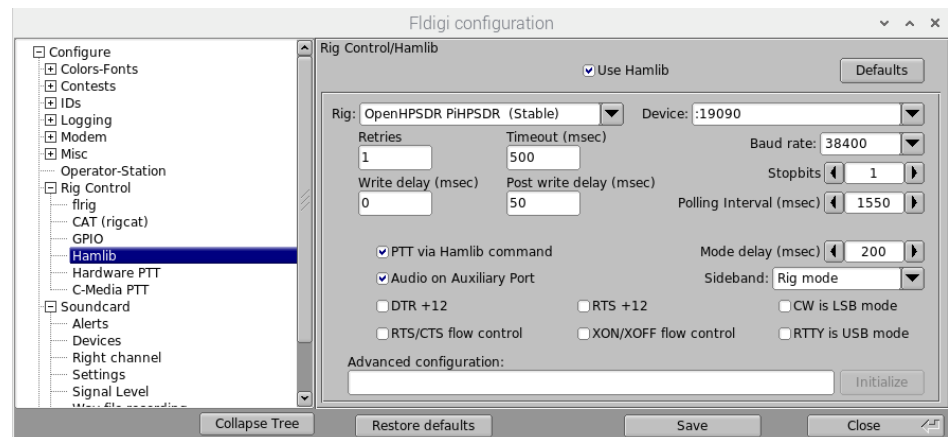 Fldigi configuration
Configure
Colors-Fonts
Contests
IDs
Logging
Modem
Misc
Operator-Station
Rig Control
flrig
CAT (rigcat)
GPIO
Hamlib
Hardware PTT
C-Media PTT
Soundcard
Alerts
Devices
Right channel
Settings
Signal Level
Collapse Tree
Rig Control/Hamlib
Use Hamlib
Defaults
Rig: OpenHPSDR PiHPSDR (Stable) Device: :19090
Retries Timeout (msec) Baud rate: 38400
1 500
Stopbits 1
Write delay (msec) Post write delay (msec)
0 50 Polling Interval (msec) 1550
PTT via Hamlib command Mode delay (msec) 200
Audio on Auxiliary Port Sideband: Rig mode
DTR +12 RTS +12 CW is LSB mode
RTS/CTS flow control XON/XOFF flow control RTTY is USB mode
Advanced configuration:
Initialize
Restore defaults Save Close